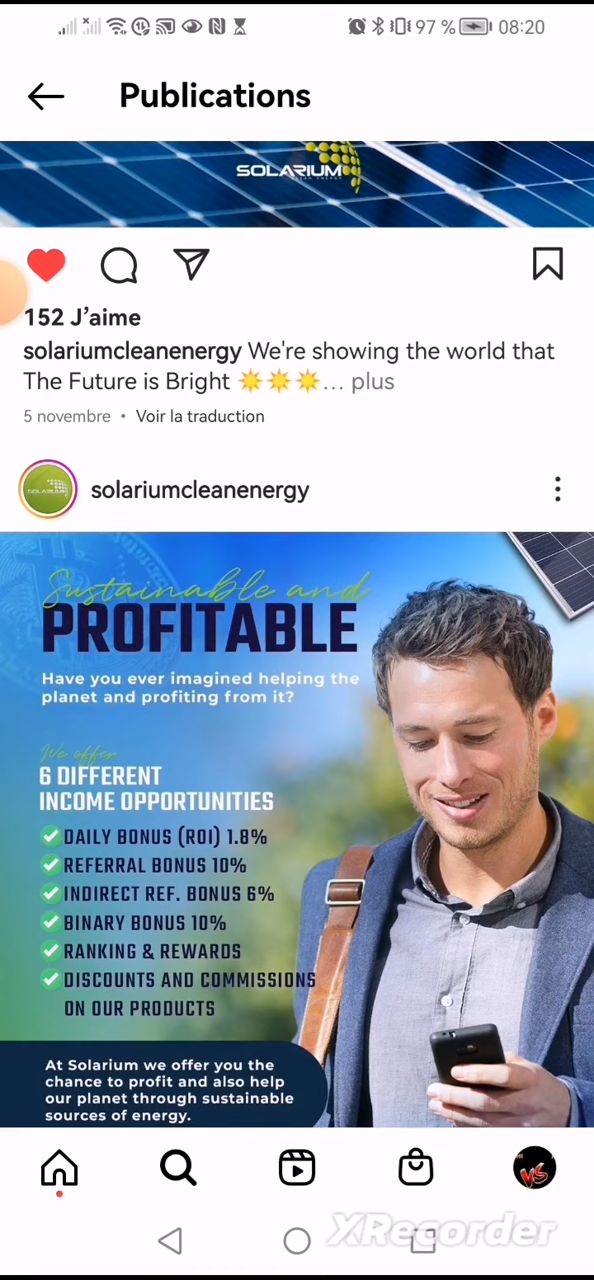 97 % 08:20
Publications
SOLARIUM
152 J'aime
solariumcleanenergy We're showing the world that
The Future is Bright ☀️☀️☀️... plus
5 novembre • Voir la traduction
solariumcleanenergy
Sustainable and
PROFITABLE
Have you ever imagined helping the
planet and profiting from it?
We offer
6 DIFFERENT
INCOME OPPORTUNITIES
DAILY BONUS (ROI) 1.8%
REFERRAL BONUS 10%
INDIRECT REF. BONUS 6%
BINARY BONUS 10%
RANKING & REWARDS
DISCOUNTS AND COMMISSIONS
ON OUR PRODUCTS
At Solarium we offer you the
chance to profit and also help
our planet through sustainable
sources of energy.
VS
XRecorder